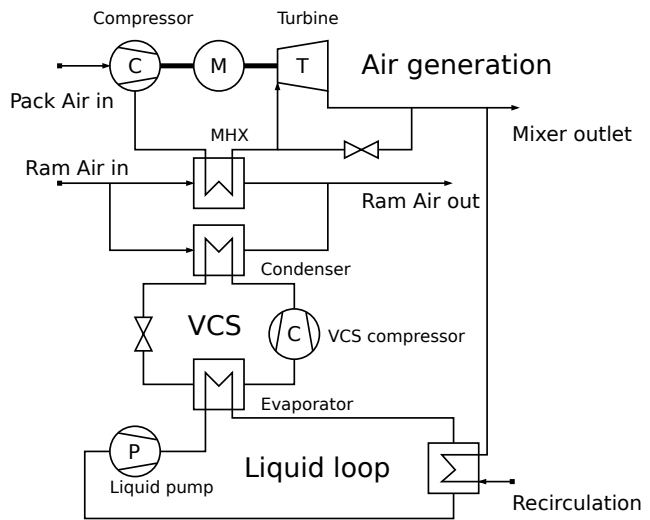 Compressor
Turbine
C
M
T
Air generation
Pack Air in
Mixer outlet
MHX
Ram Air in
Ram Air out
Condenser
VCS
C
VCS compressor
Evaporator
P
Liquid pump
Liquid loop
Recirculation